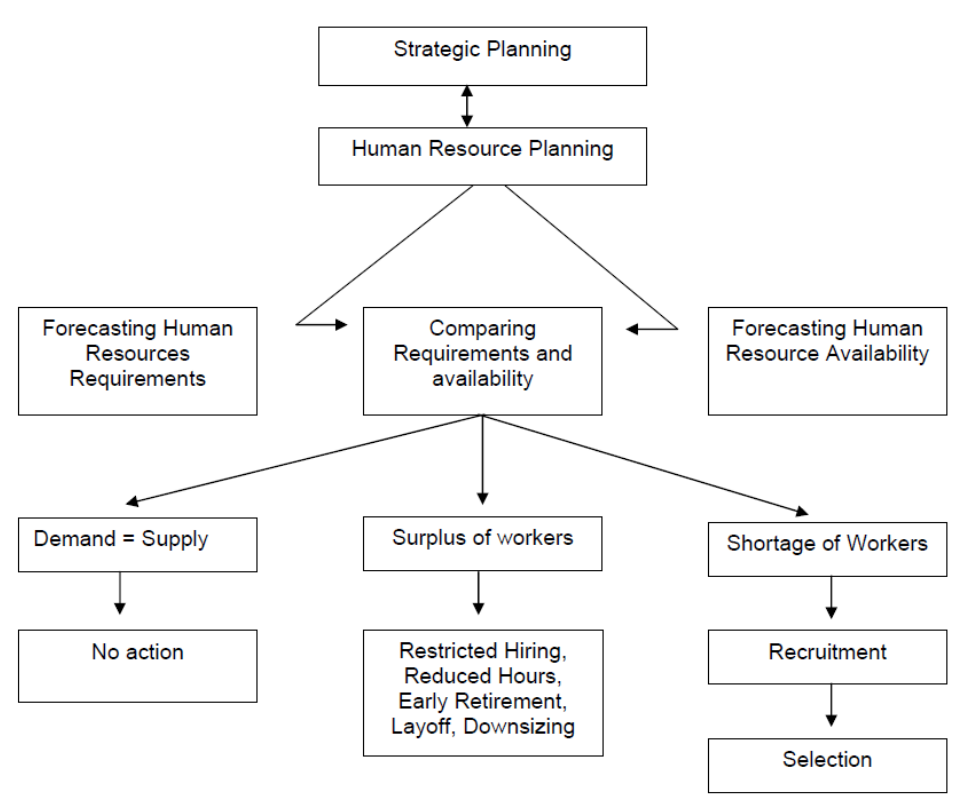 Strategic Planning
Human Resource Planning
Forecasting Human
Resources
Requirements
Comparing
Requirements and
availability
Forecasting Human
Resource Availability
Demand = Supply
Surplus of workers
Shortage of Workers
No action
Restricted Hiring,
Reduced Hours,
Early Retirement,
Layoff, Downsizing
Recruitment
Selection